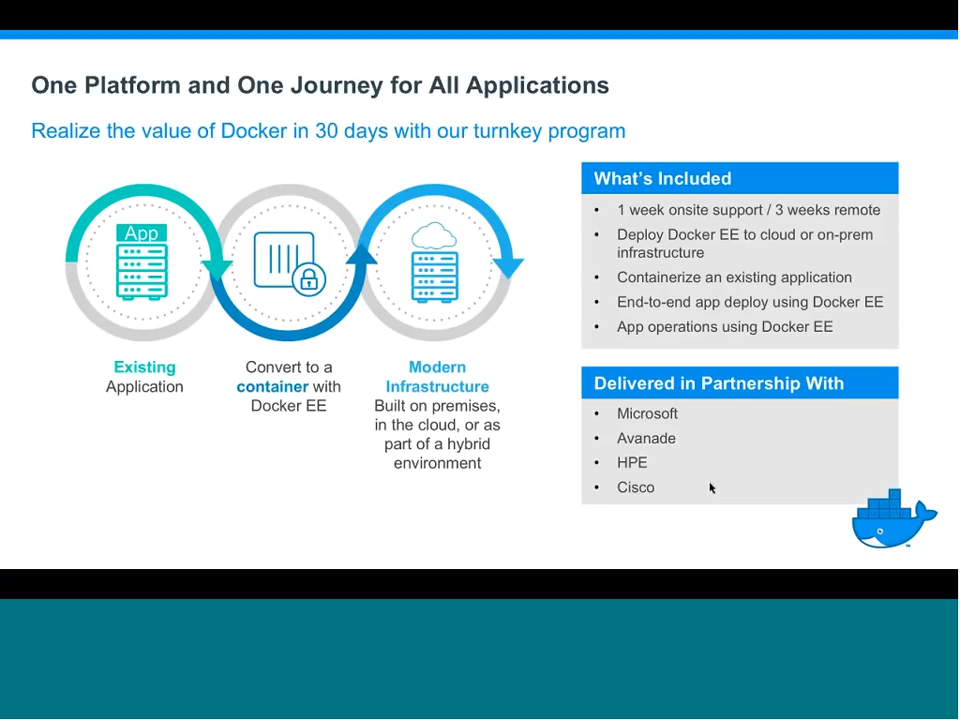 One Platform and One Journey for All Applications
Realize the value of Docker in 30 days with our turnkey program
App
Existing
Application
Convert to a
container with
Docker EE
Modern
Infrastructure
Built on premises,
in the cloud, or as
part of a hybrid
environment
What's Included
• 1 week onsite support / 3 weeks remote
• Deploy Docker EE to cloud or on-prem
infrastructure
• Containerize an existing application
• End-to-end app deploy using Docker EE
• App operations using Docker EE
Delivered in Partnership With
• Microsoft
• Avanade
• HPE
• Cisco